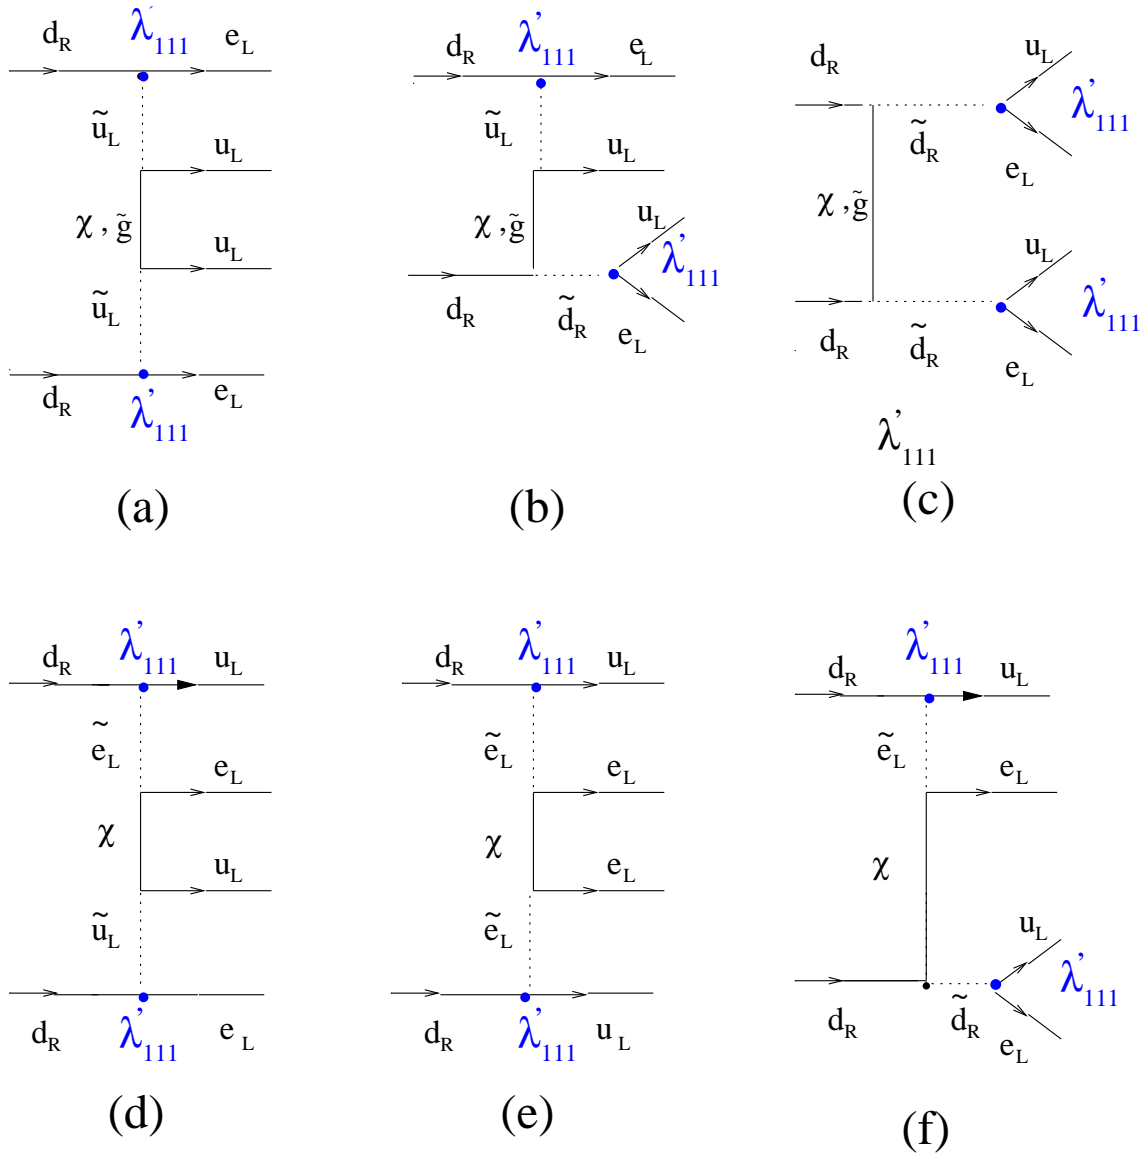 d_R λ'_111 e_L
ũ_L
u_L
χ , g̃
u_L
ũ_L
d_R λ'_111 e_L
(a)
d_R λ'_111 e_L
ũ_L
u_L
χ , g̃
u_L
λ'_111
d_R d̃_R e_L
(b)
d_R u_L
λ'_111
d̃_R
e_L
χ , g̃
u_L
λ'_111
d_R d̃_R e_L
λ'_111
(c)
d_R λ'_111 u_L
ẽ_L
e_L
χ
u_L
ũ_L
d_R λ'_111 e_L
(d)
d_R λ'_111 u_L
ẽ_L
e_L
χ
e_L
ẽ_L
d_R λ'_111 u_L
(e)
d_R λ'_111 u_L
ẽ_L
e_L
χ
u_L
λ'_111
d_R d̃_R e_L
(f)